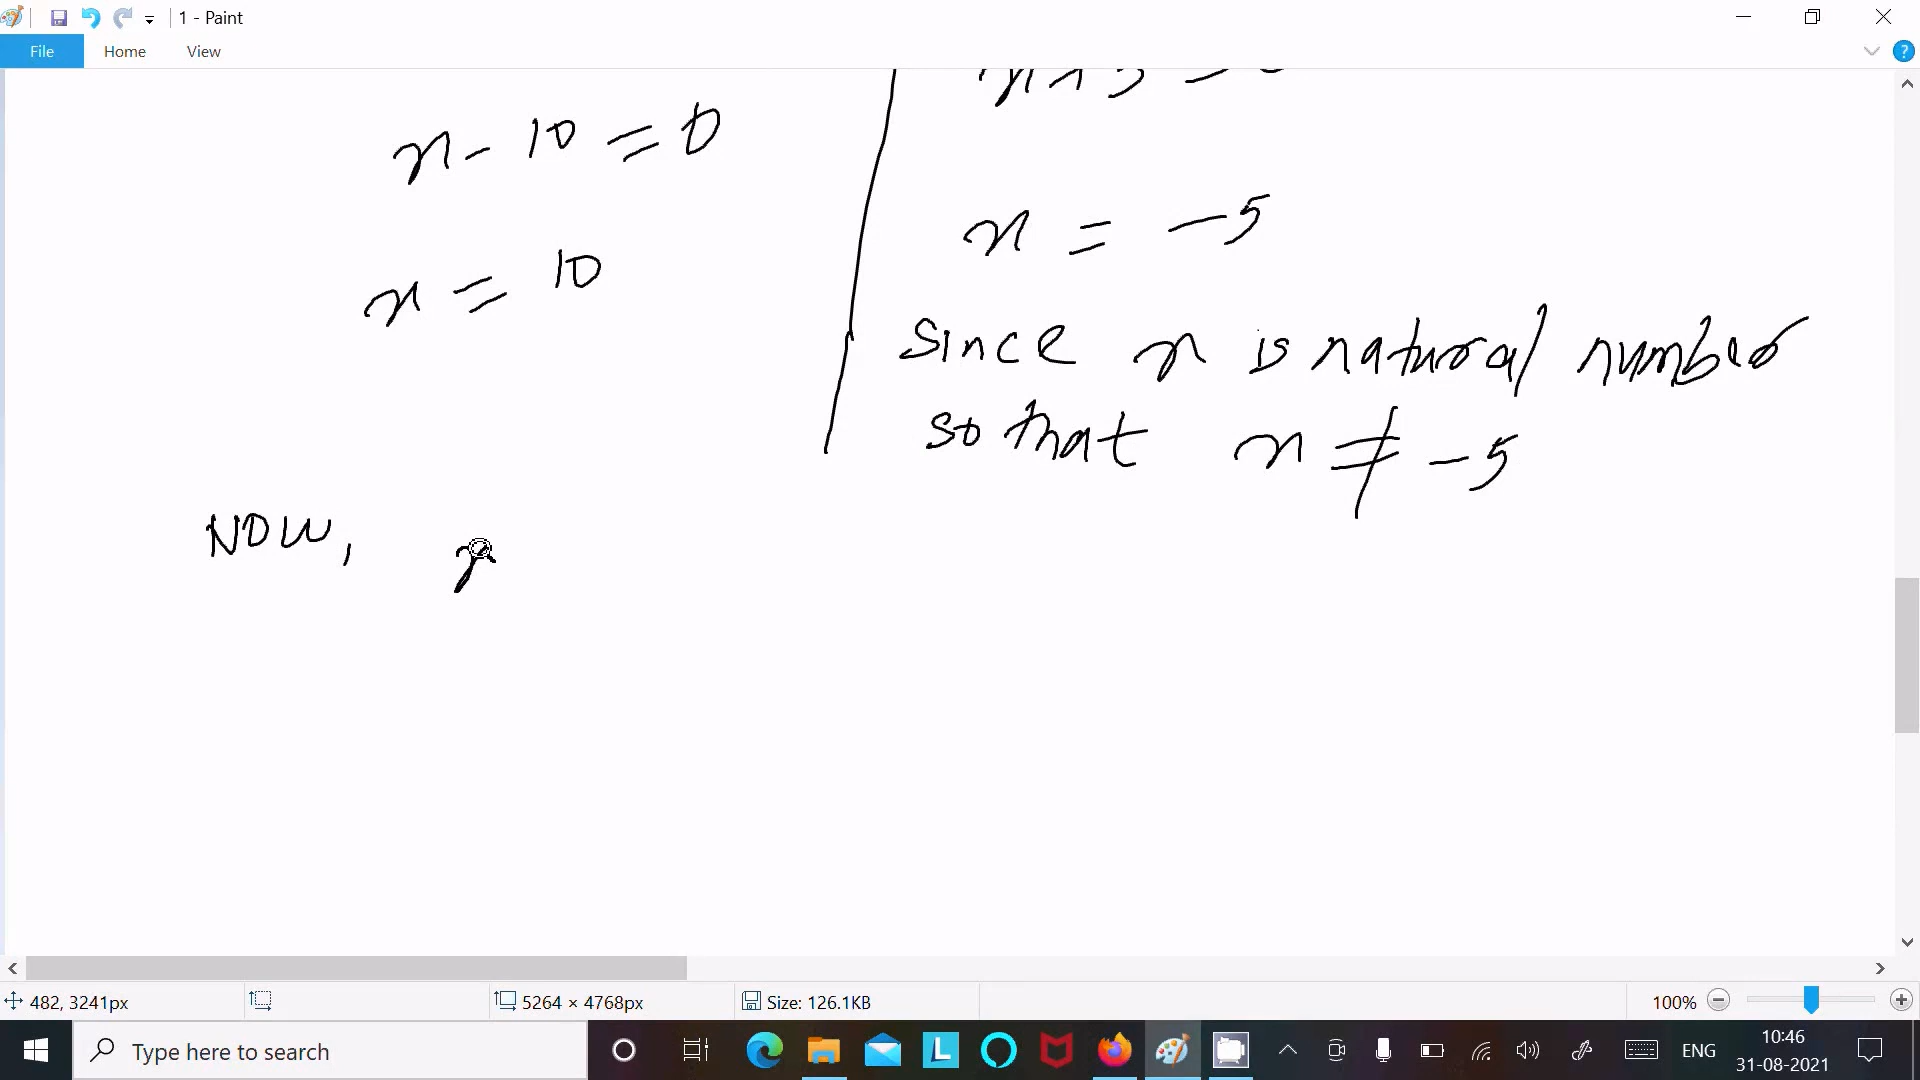 1 - Paint
File Home View
x - 10 = 0
x = 10
x + 5 =
x = -5
since x is natural number
so that x ≠ -5
NOW,
482, 3241px
5264 × 4768px
Size: 126.1KB
100%
Type here to search
ENG
10:46
31-08-2021